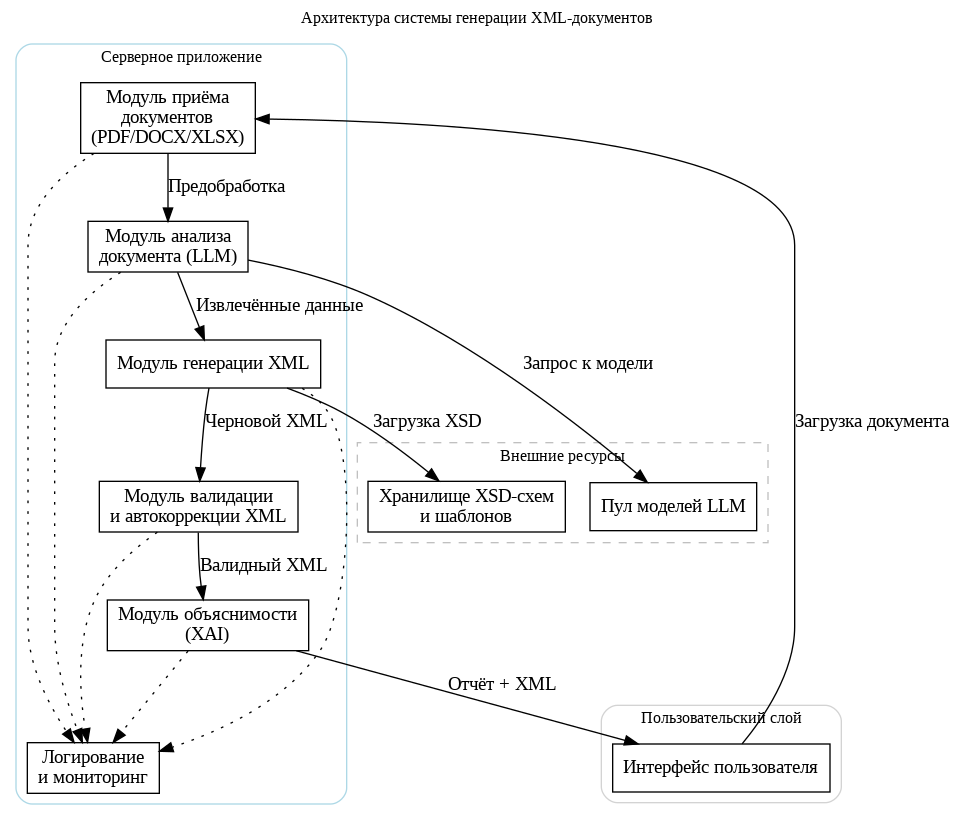 Архитектура системы генерации XML-документов
Серверное приложение
Модуль приёма
документов
(PDF/DOCX/XLSX)
Предобработка
Модуль анализа
документа (LLM)
Извлечённые данные
Запрос к модели
Модуль генерации XML
Черновой XML
Загрузка XSD
Загрузка документа
Внешние ресурсы
Модуль валидации
и автокоррекции XML
Хранилище XSD-схем
и шаблонов
Пул моделей LLM
Валидный XML
Модуль объяснимости
(XAI)
Отчёт + XML
Пользовательский слой
Логирование
и мониторинг
Интерфейс пользователя